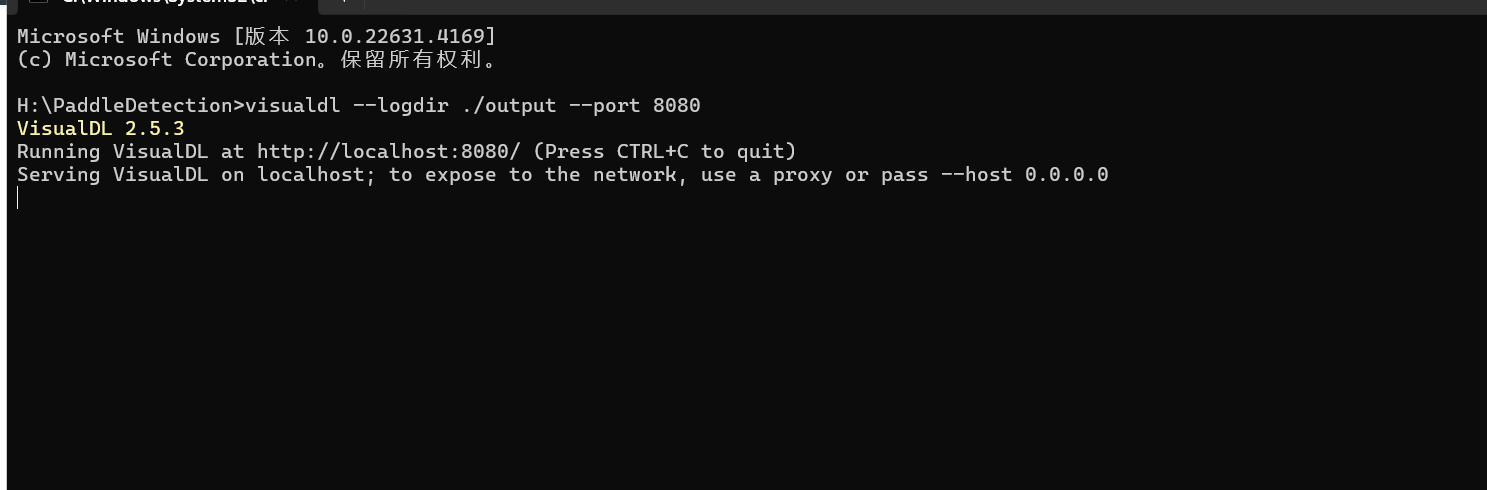 Microsoft Windows [版本 10.0.22631.4169]
(c) Microsoft Corporation。保留所有权利。
H:\PaddleDetection>visualdl --logdir ./output --port 8080
VisualDL 2.5.3
Running VisualDL at http://localhost:8080/ (Press CTRL+C to quit)
Serving VisualDL on localhost; to expose to the network, use a proxy or pass --host 0.0.0.0